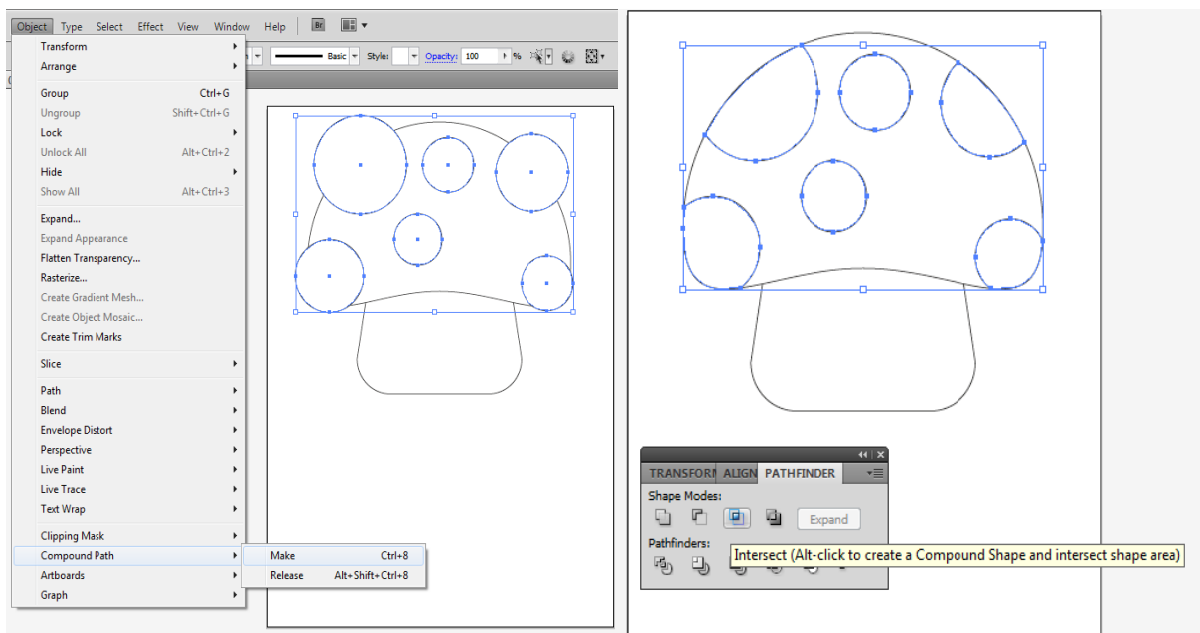 Object Type Select Effect View Window Help Br
Basic Style: Opacity: 100 %
Transform
Arrange
Group Ctrl+G
Ungroup Shift+Ctrl+G
Lock
Unlock All Alt+Ctrl+2
Hide
Show All Alt+Ctrl+3
Expand...
Expand Appearance
Flatten Transparency...
Rasterize...
Create Gradient Mesh...
Create Object Mosaic...
Create Trim Marks
Slice
Path
Blend
Envelope Distort
Perspective
Live Paint
Live Trace
Text Wrap
Clipping Mask
Compound Path
Artboards
Graph
Make Ctrl+8
Release Alt+Shift+Ctrl+8
TRANSFORM ALIGN PATHFINDER
Shape Modes:
Expand
Pathfinders:
Intersect (Alt-click to create a Compound Shape and intersect shape area)